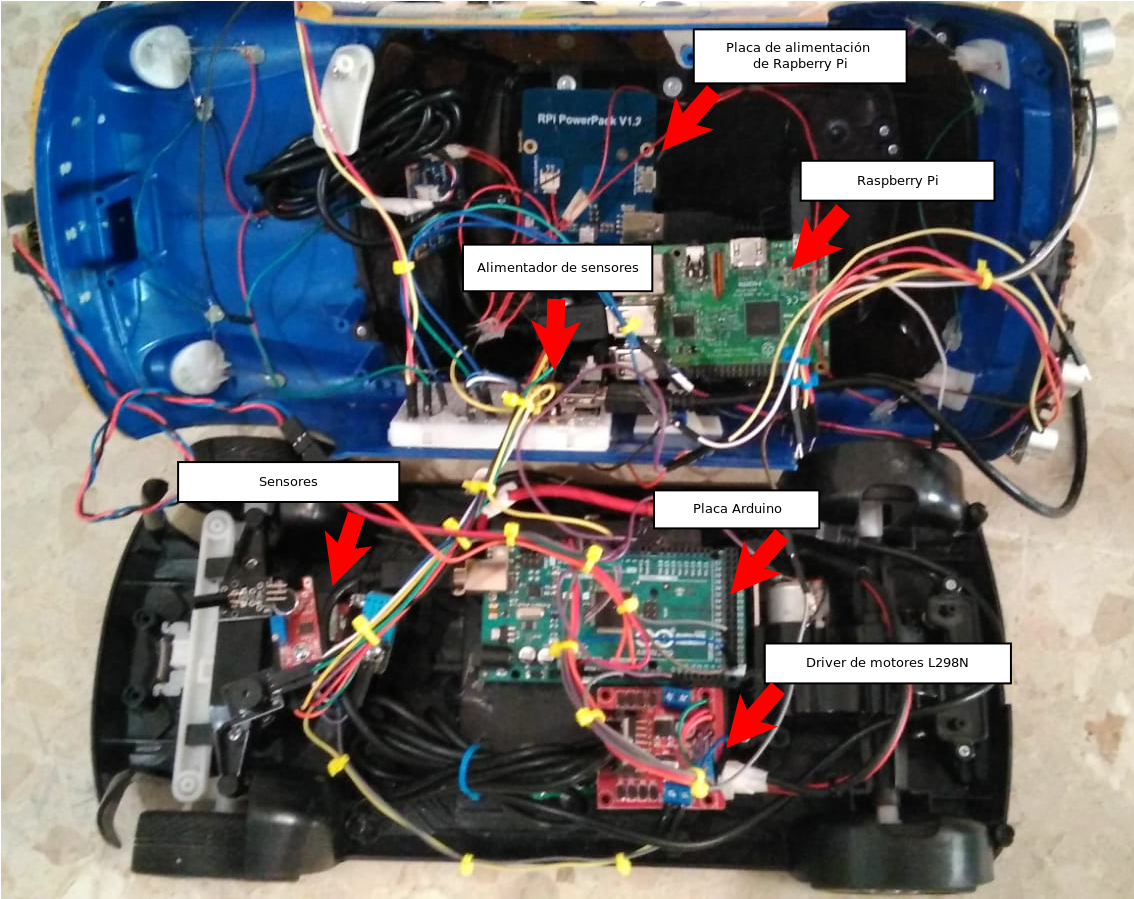 Placa de alimentación
de Rapberry Pi
RPi PowerPack V1.2
Raspberry Pi
Alimentador de sensores
Sensores
Placa Arduino
Driver de motores L298N